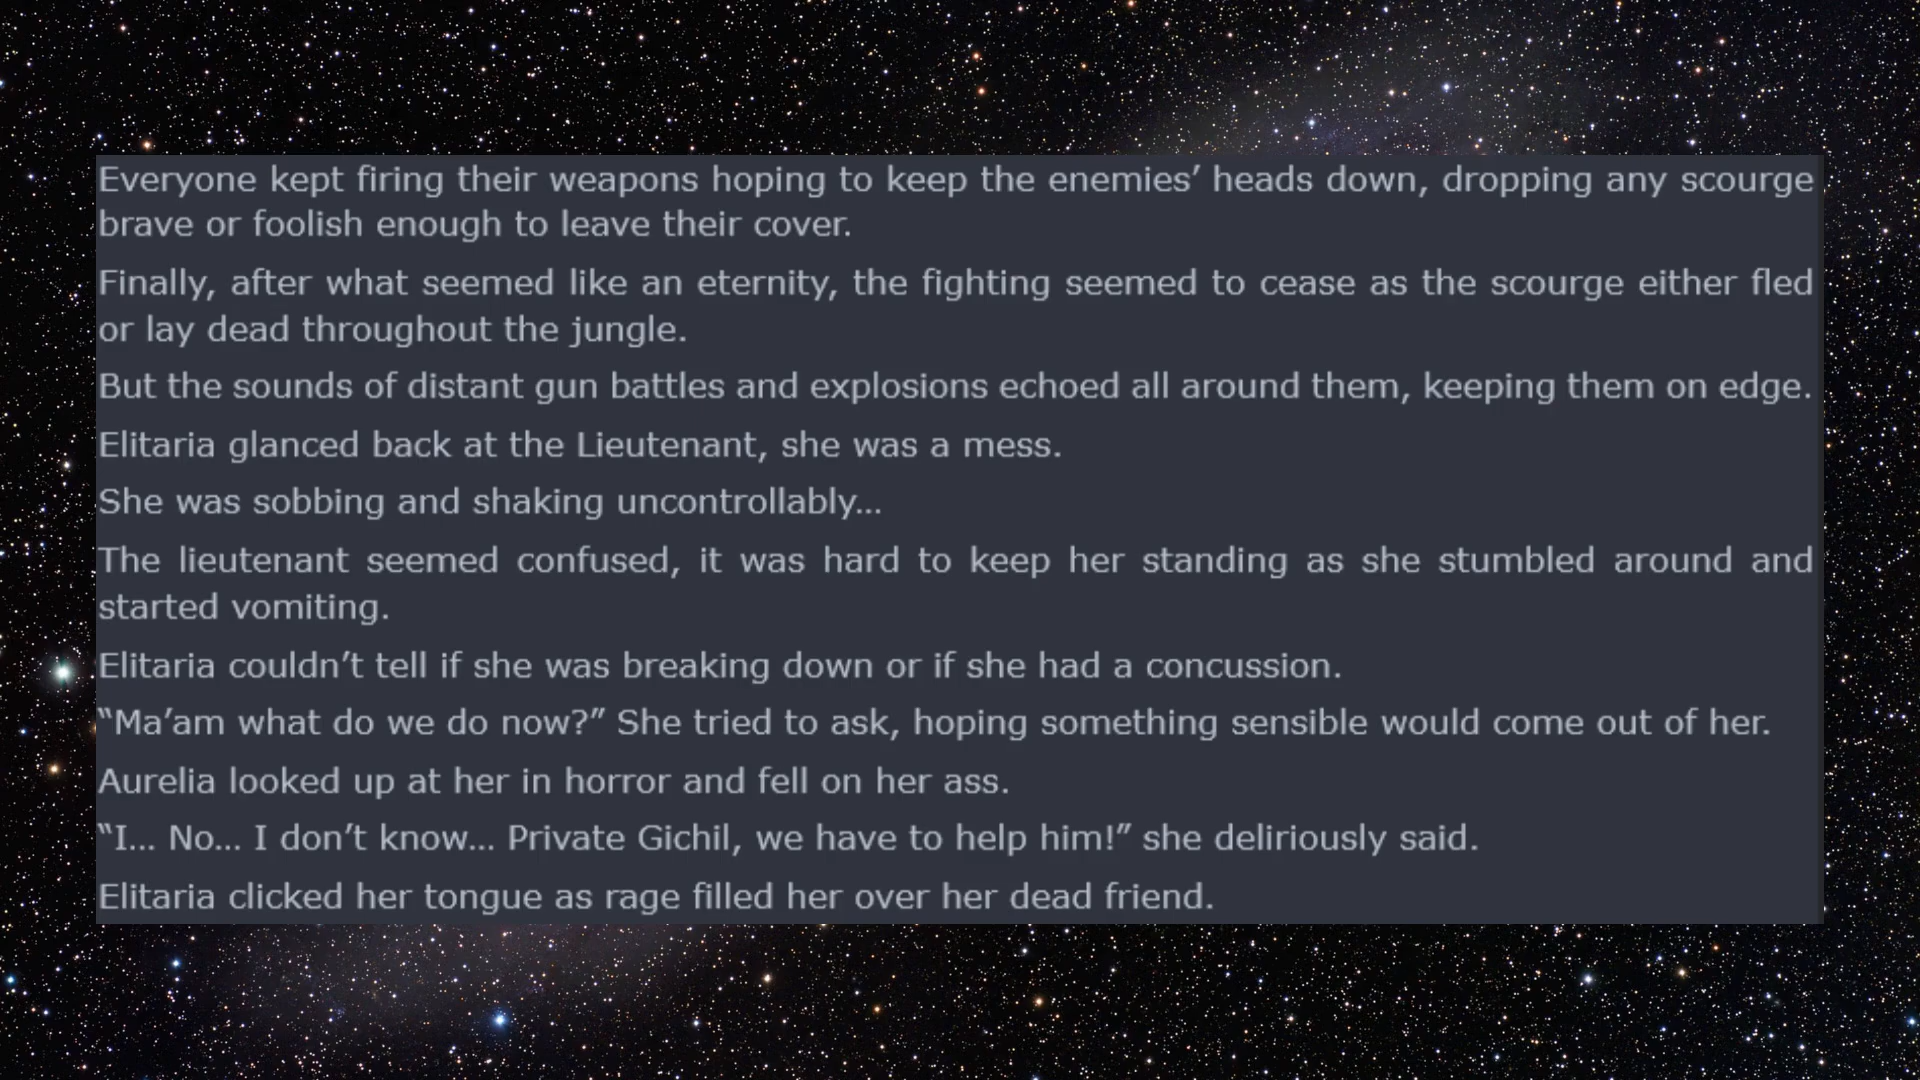 Everyone kept firing their weapons hoping to keep the enemies’ heads down, dropping any scourge
brave or foolish enough to leave their cover.
Finally, after what seemed like an eternity, the fighting seemed to cease as the scourge either fled
or lay dead throughout the jungle.
But the sounds of distant gun battles and explosions echoed all around them, keeping them on edge.
Elitaria glanced back at the Lieutenant, she was a mess.
She was sobbing and shaking uncontrollably…
The lieutenant seemed confused, it was hard to keep her standing as she stumbled around and
started vomiting.
Elitaria couldn’t tell if she was breaking down or if she had a concussion.
“Ma’am what do we do now?” She tried to ask, hoping something sensible would come out of her.
Aurelia looked up at her in horror and fell on her ass.
“I… No… I don’t know… Private Gichil, we have to help him!” she deliriously said.
Elitaria clicked her tongue as rage filled her over her dead friend.